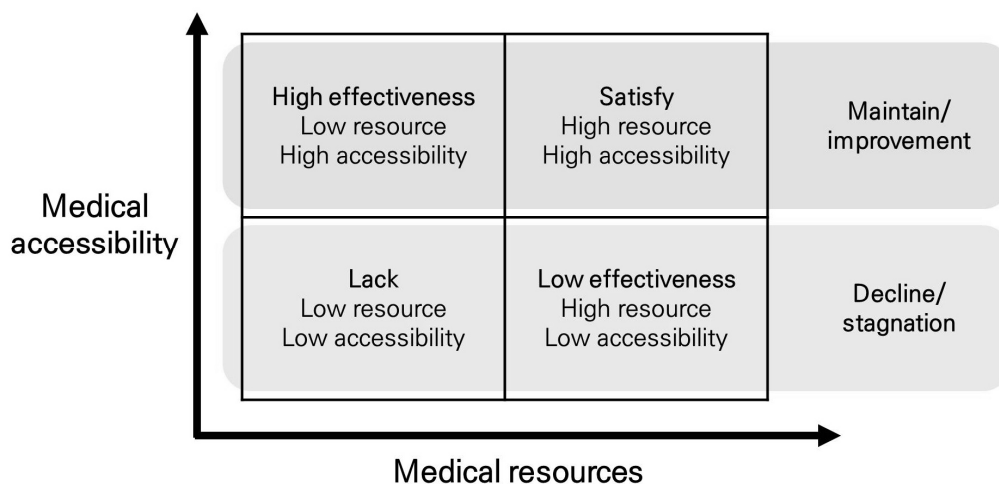 High effectiveness
Low resource
High accessibility
Satisfy
High resource
High accessibility
Maintain/
improvement
Medical
accessibility
Lack
Low resource
Low accessibility
Low effectiveness
High resource
Low accessibility
Decline/
stagnation
Medical resources